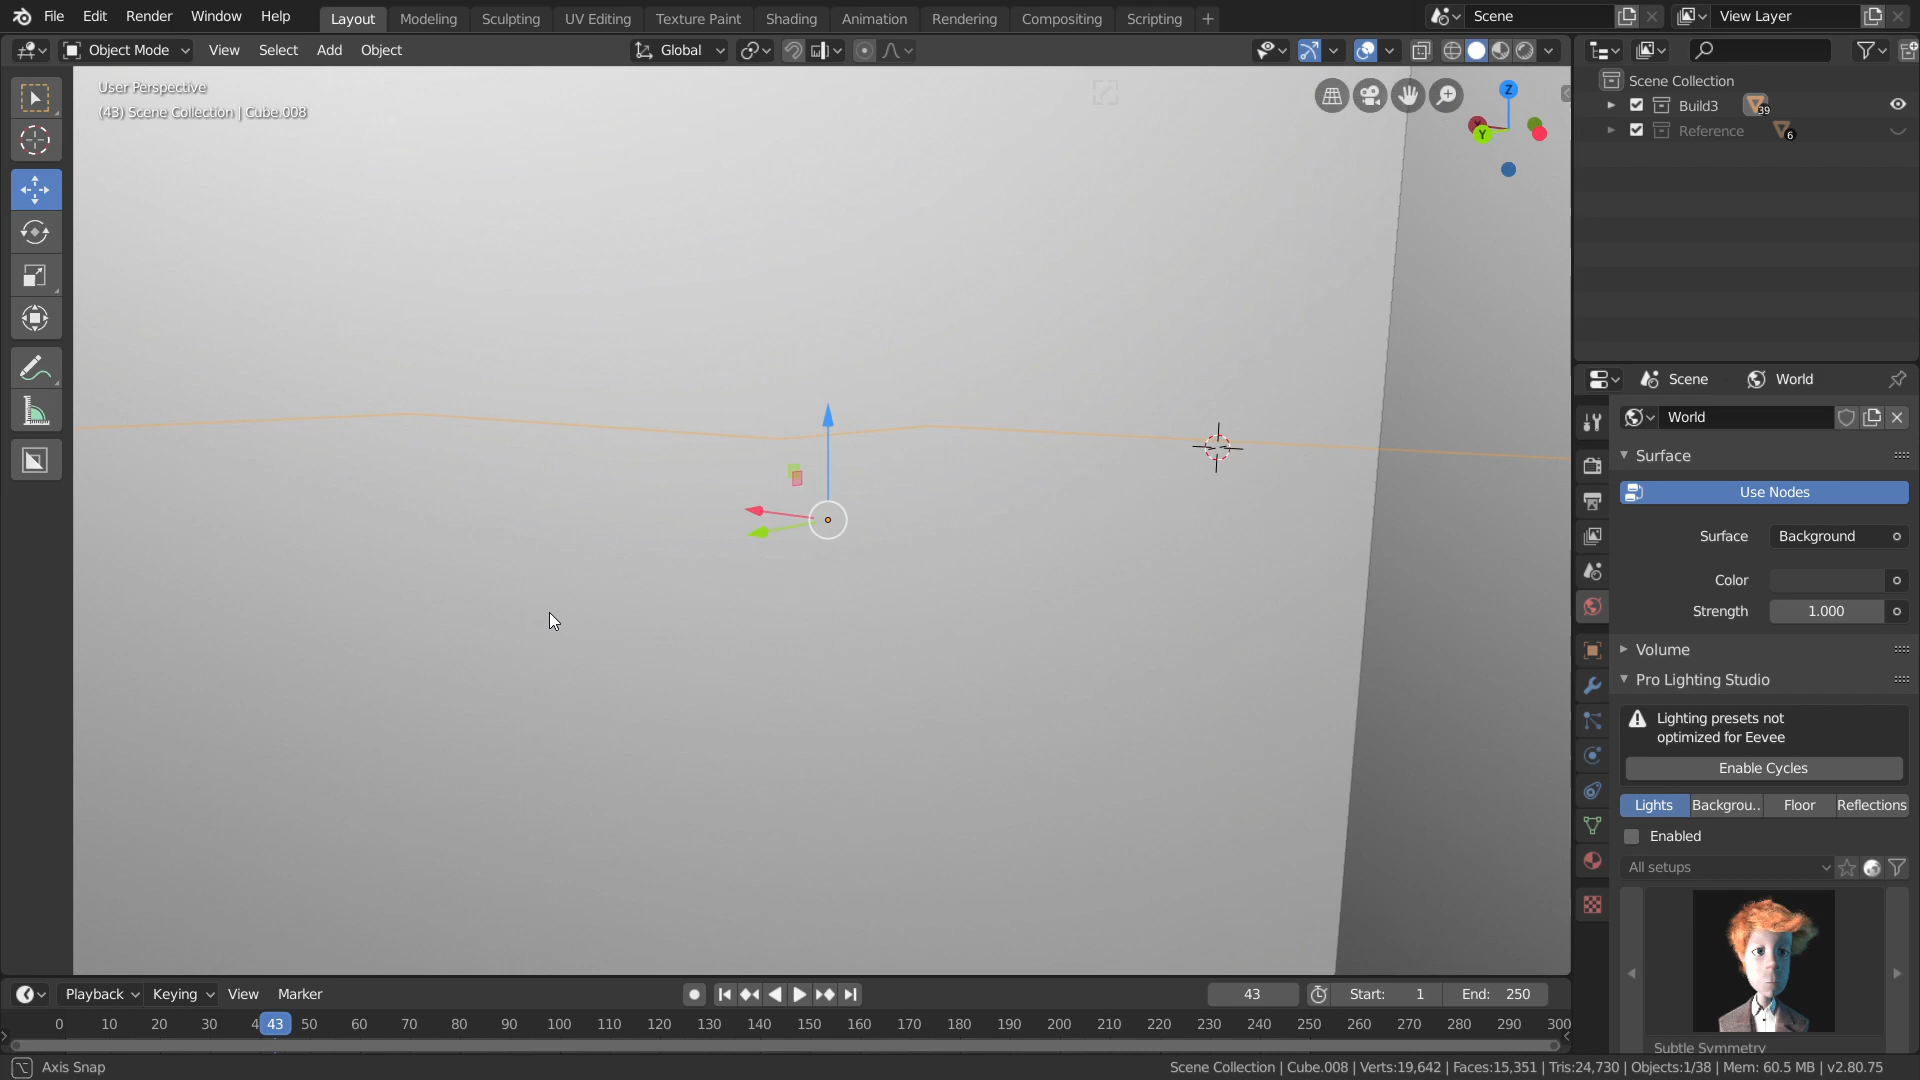 File Edit Render Window Help Layout Modeling Sculpting UV Editing Texture Paint Shading Animation Rendering Compositing Scripting + Scene View Layer
Object Mode View Select Add Object Global
User Perspective
(43) Scene Collection | Cube.008
Z
X
Y
Scene Collection
Build3 39
Reference 6
Scene World
World
Surface
Use Nodes
Surface Background
Color
Strength 1.000
Volume
Pro Lighting Studio
Lighting presets not
optimized for Eevee
Enable Cycles
Lights Backgrou.. Floor Reflections
Enabled
All setups
Subtle Symmetry
Playback Keying View Marker 43 Start: 1 End: 250
0 10 20 30 4 43 50 60 70 80 90 100 110 120 130 140 150 160 170 180 190 200 210 220 230 240 250 260 270 280 290 300
Axis Snap
Scene Collection | Cube.008 | Verts:19,642 | Faces:15,351 | Tris:24,730 | Objects:1/38 | Mem: 60.5 MB | v2.80.75